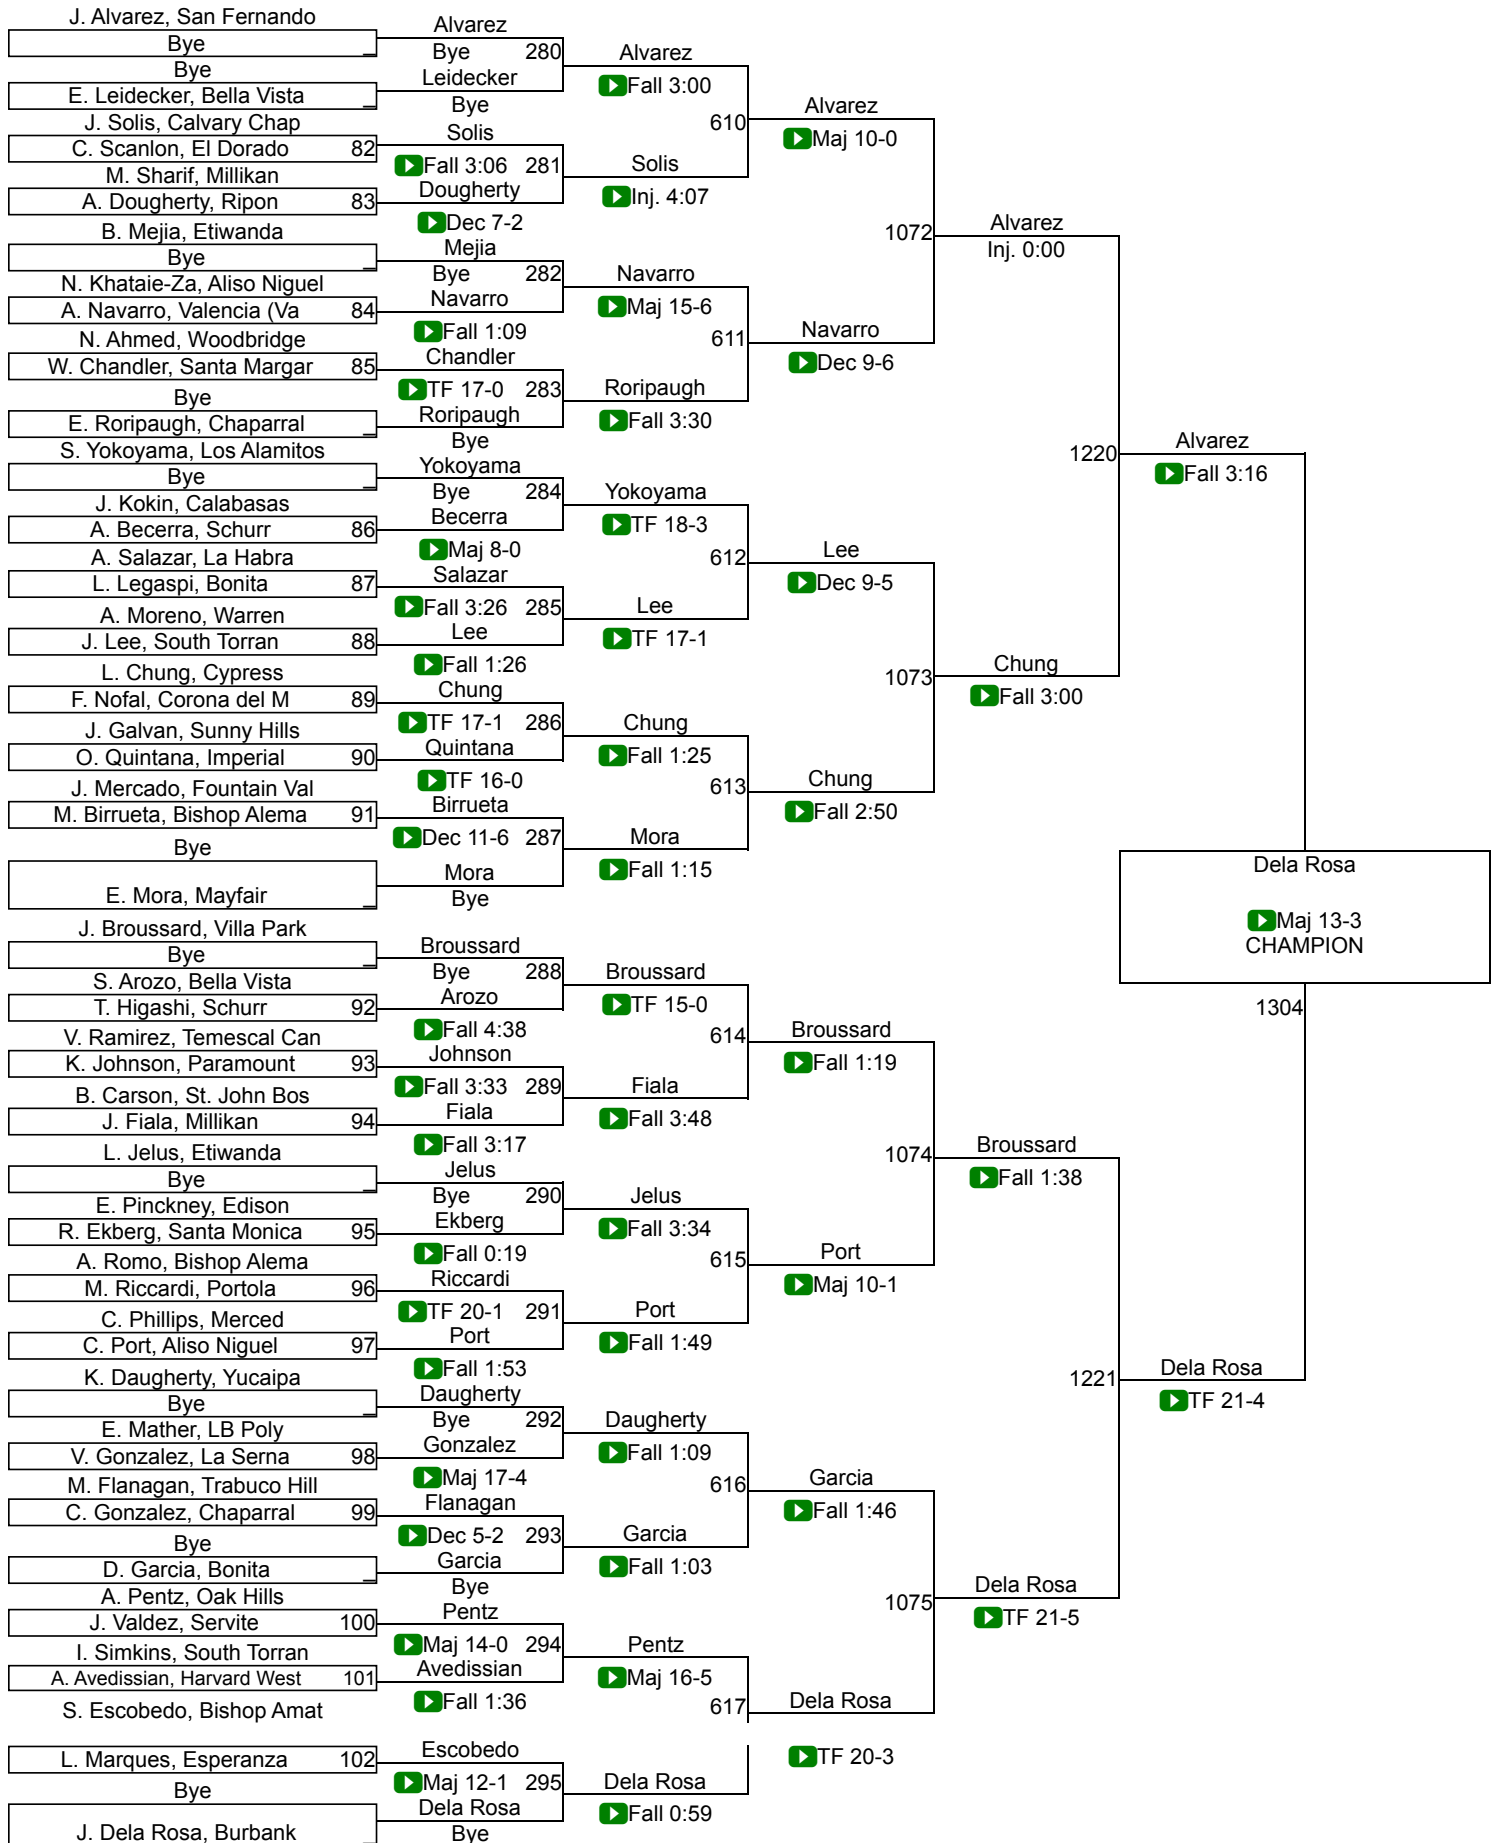 J. Alvarez, San Fernando
Bye _
Bye
E. Leidecker, Bella Vista _
J. Solis, Calvary Chap
C. Scanlon, El Dorado 82
M. Sharif, Millikan
A. Dougherty, Ripon 83
B. Mejia, Etiwanda
Bye _
N. Khataie-Za, Aliso Niguel
A. Navarro, Valencia (Va 84
N. Ahmed, Woodbridge
W. Chandler, Santa Margar 85
Bye
E. Roripaugh, Chaparral _
S. Yokoyama, Los Alamitos
Bye _
J. Kokin, Calabasas
A. Becerra, Schurr 86
A. Salazar, La Habra
L. Legaspi, Bonita 87
A. Moreno, Warren
J. Lee, South Torran 88
L. Chung, Cypress
F. Nofal, Corona del M 89
J. Galvan, Sunny Hills
O. Quintana, Imperial 90
J. Mercado, Fountain Val
M. Birrueta, Bishop Alema 91
Bye
E. Mora, Mayfair _
J. Broussard, Villa Park
Bye _
S. Arozo, Bella Vista
T. Higashi, Schurr 92
V. Ramirez, Temescal Can
K. Johnson, Paramount 93
B. Carson, St. John Bos
J. Fiala, Millikan 94
L. Jelus, Etiwanda
Bye _
E. Pinckney, Edison
R. Ekberg, Santa Monica 95
A. Romo, Bishop Alema
M. Riccardi, Portola 96
C. Phillips, Merced
C. Port, Aliso Niguel 97
K. Daugherty, Yucaipa
Bye _
E. Mather, LB Poly
V. Gonzalez, La Serna 98
M. Flanagan, Trabuco Hill
C. Gonzalez, Chaparral 99
Bye
D. Garcia, Bonita _
A. Pentz, Oak Hills
J. Valdez, Servite 100
I. Simkins, South Torran
A. Avedissian, Harvard West 101
S. Escobedo, Bishop Amat
L. Marques, Esperanza 102
Bye
J. Dela Rosa, Burbank _
Alvarez
Bye 280
Leidecker
Bye
Solis
Fall 3:06 281
Dougherty
Dec 7-2
Mejia
Bye 282
Navarro
Fall 1:09
Chandler
TF 17-0 283
Roripaugh
Bye
Yokoyama
Bye 284
Becerra
Maj 8-0
Salazar
Fall 3:26 285
Lee
Fall 1:26
Chung
TF 17-1 286
Quintana
TF 16-0
Birrueta
Dec 11-6 287
Mora
Bye
Broussard
Bye 288
Arozo
Fall 4:38
Johnson
Fall 3:33 289
Fiala
Fall 3:17
Jelus
Bye 290
Ekberg
Fall 0:19
Riccardi
TF 20-1 291
Port
Fall 1:53
Daugherty
Bye 292
Gonzalez
Maj 17-4
Flanagan
Dec 5-2 293
Garcia
Bye
Pentz
Maj 14-0 294
Avedissian
Fall 1:36
Escobedo
Maj 12-1 295
Dela Rosa
Bye
Alvarez
Fall 3:00
610
Solis
Inj. 4:07
Navarro
Maj 15-6
611
Roripaugh
Fall 3:30
Yokoyama
TF 18-3
612
Lee
TF 17-1
Chung
Fall 1:25
613
Mora
Fall 1:15
Broussard
TF 15-0
614
Fiala
Fall 3:48
Jelus
Fall 3:34
615
Port
Fall 1:49
Daugherty
Fall 1:09
616
Garcia
Fall 1:03
Pentz
Maj 16-5
617
Dela Rosa
Fall 0:59
Alvarez
Maj 10-0
1072
Navarro
Dec 9-6
Lee
Dec 9-5
1073
Chung
Fall 2:50
Broussard
Fall 1:19
1074
Port
Maj 10-1
Garcia
Fall 1:46
1075
Dela Rosa
TF 20-3
Alvarez
Inj. 0:00
1220
Chung
Fall 3:00
Broussard
Fall 1:38
1221
Dela Rosa
TF 21-5
Alvarez
Fall 3:16
Dela Rosa
TF 21-4
Dela Rosa
Maj 13-3
CHAMPION
1304